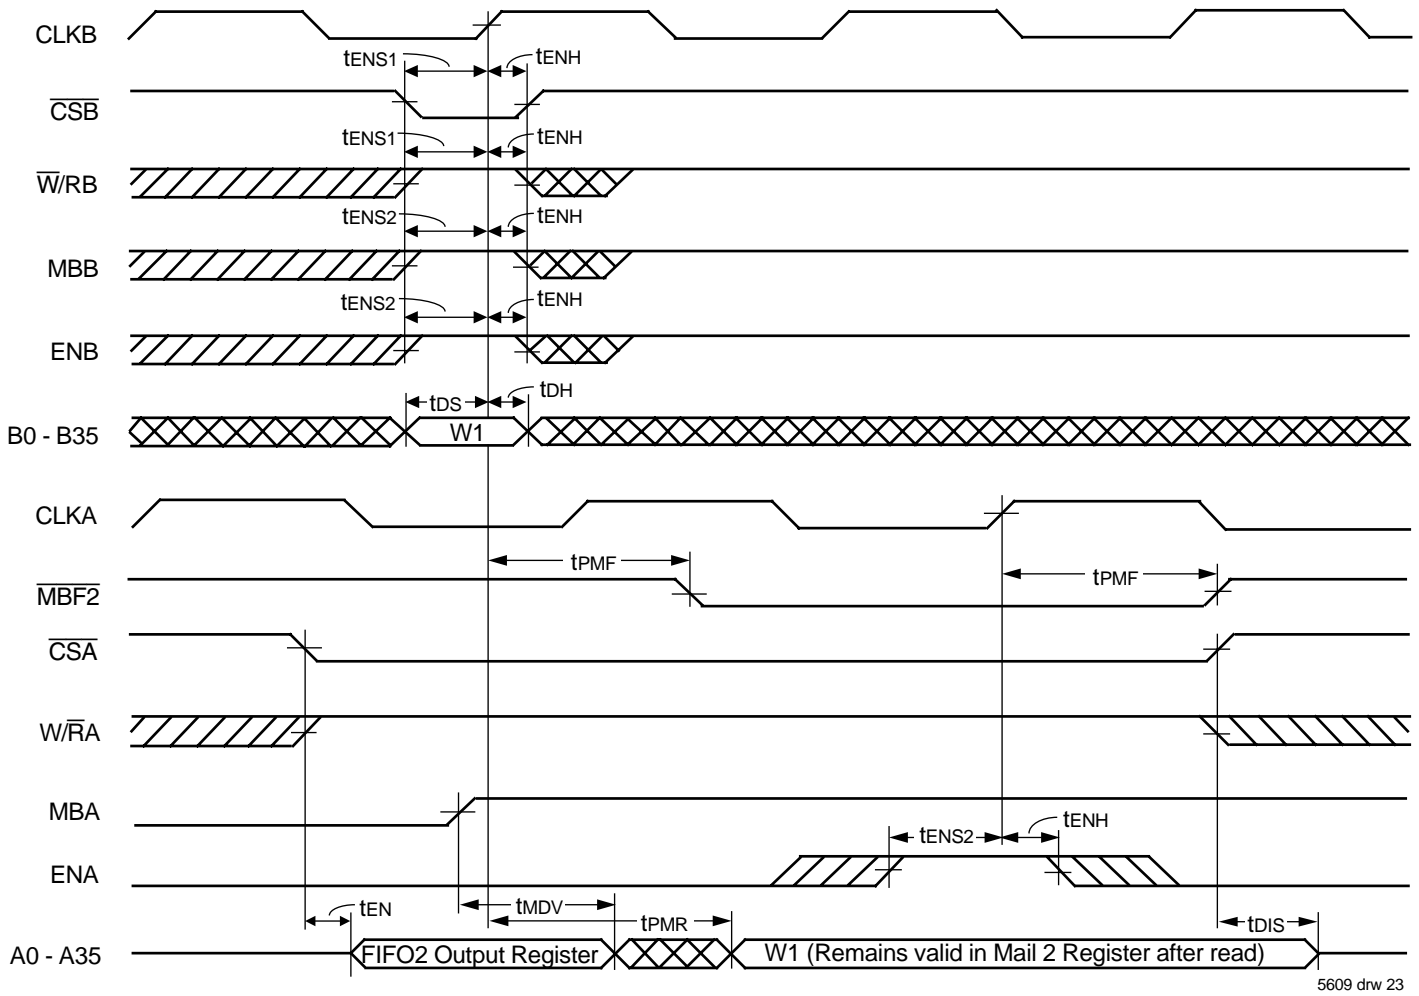 CLKB
tENS1
tENH
CSB
tENS1
tENH
W/RB
tENS2
tENH
MBB
tENS2
tENH
ENB
tDS
tDH
B0 - B35
W1
CLKA
tPMF
tPMF
MBF2
CSA
W/RA
MBA
tENS2
tENH
ENA
tEN
tMDV
tPMR
tDIS
A0 - A35
FIFO2 Output Register
W1 (Remains valid in Mail 2 Register after read)
5609 drw 23